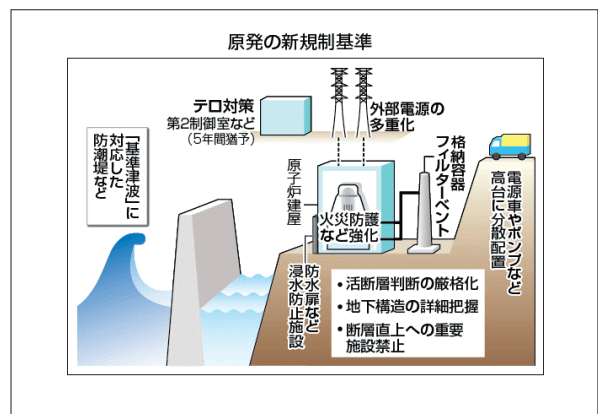 原発の新規制基準
テロ対策
第2制御室など
(5年間猶予)
外部電源の
多重化
「基準津波」に
対応した
防潮堤など
原子炉建屋
火災防護
など強化
格納容器
フィルターベント
電源車やポンプなど
高台に分散配置
防水扉など
浸水防止施設
・活断層判断の厳格化
・地下構造の詳細把握
・断層直上への重要
施設禁止